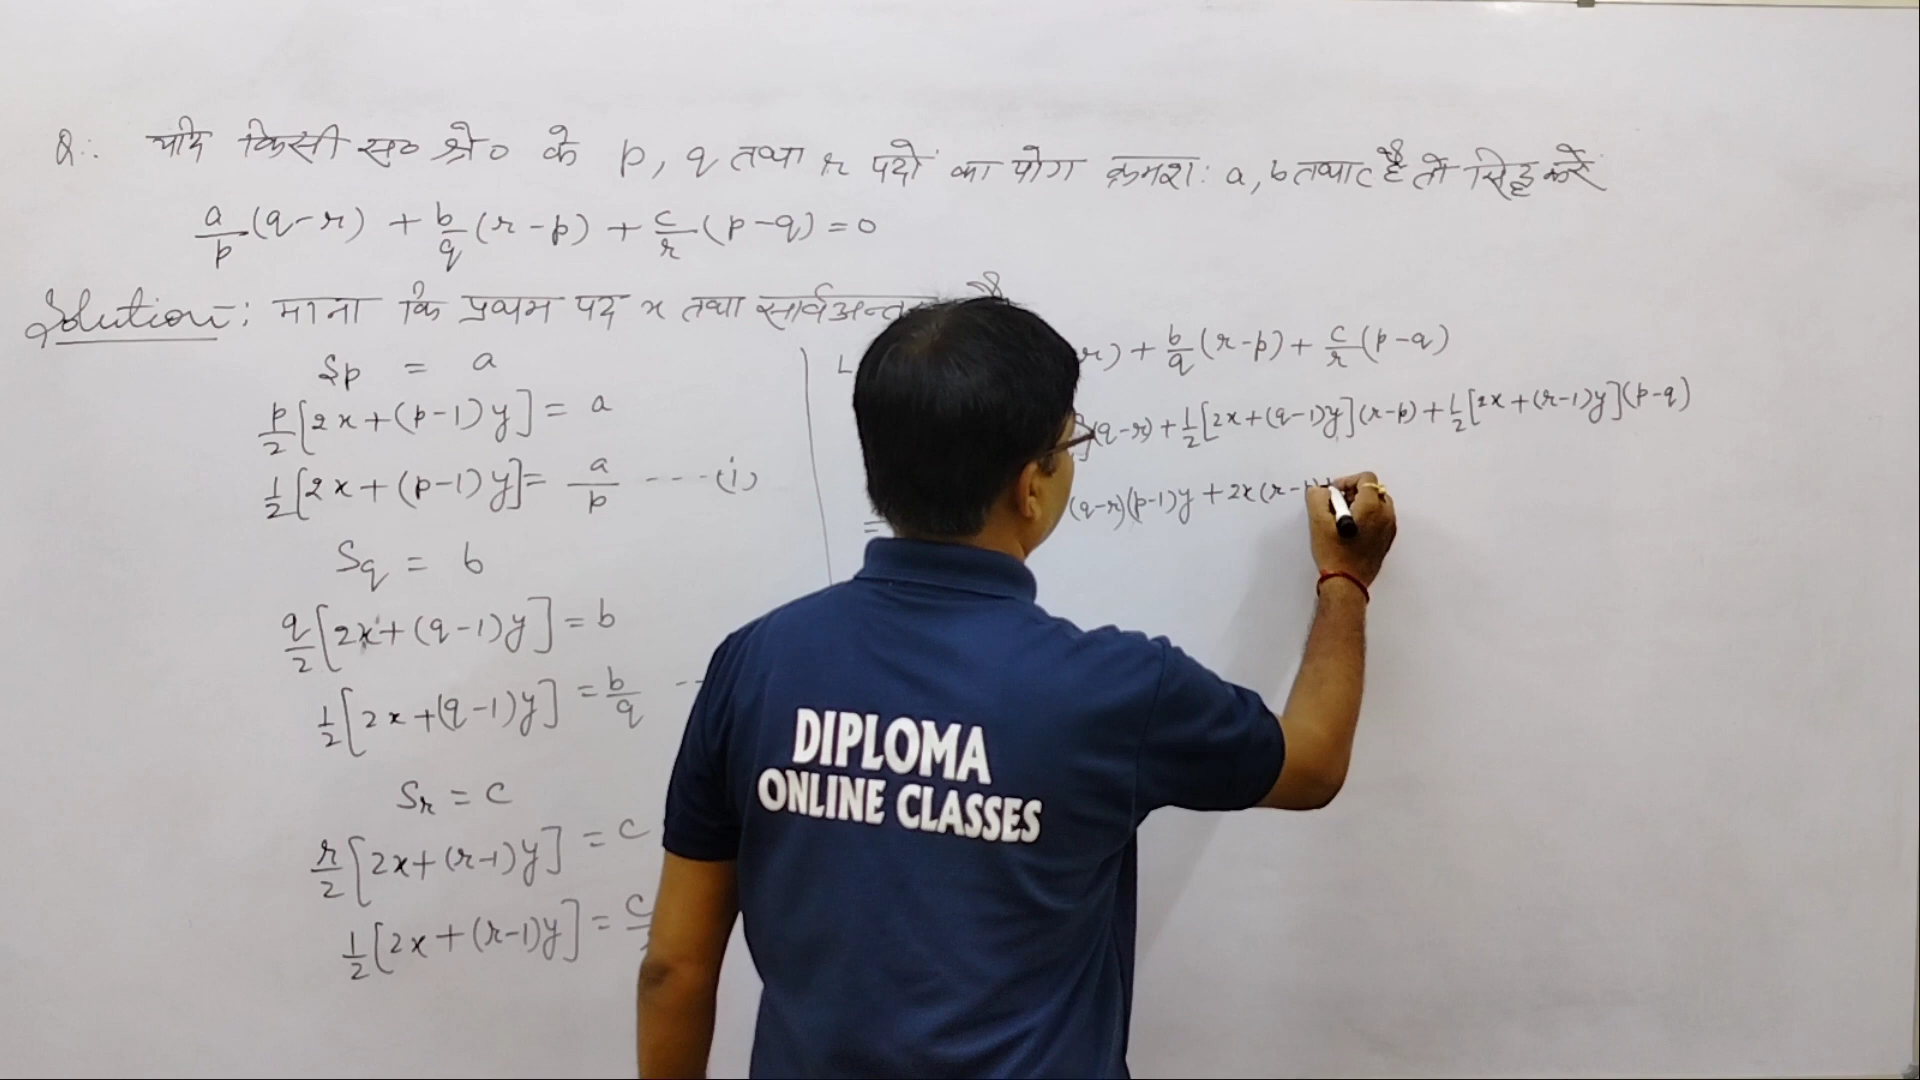 Q:. यदि किसी स० श्रे० के p, q तथा r पदों का योग क्रमशः a, b तथा c है तो सिद्ध करें
a/p (q-r) + b/q (r-p) + c/r (p-q) = 0
Solution:- माना कि प्रथम पद x तथा सार्वअन्त
Sp = a
p/2 [2x+(p-1)y] = a
1/2 [2x+(p-1)y] = a/p ----(i)
Sq = b
q/2 [2x+(q-1)y] = b
1/2 [2x+(q-1)y] = b/q --
Sr = c
r/2 [2x+(r-1)y] = c
1/2 [2x+(r-1)y] = c
L
r) + b/q (r-p) + c/r (p-q)
](q-r) + 1/2 [2x+(q-1)y](r-p) + 1/2 [2x+(r-1)y](p-q)
= (q-r)(p-1)y + 2x(r-
DIPLOMA
ONLINE CLASSES